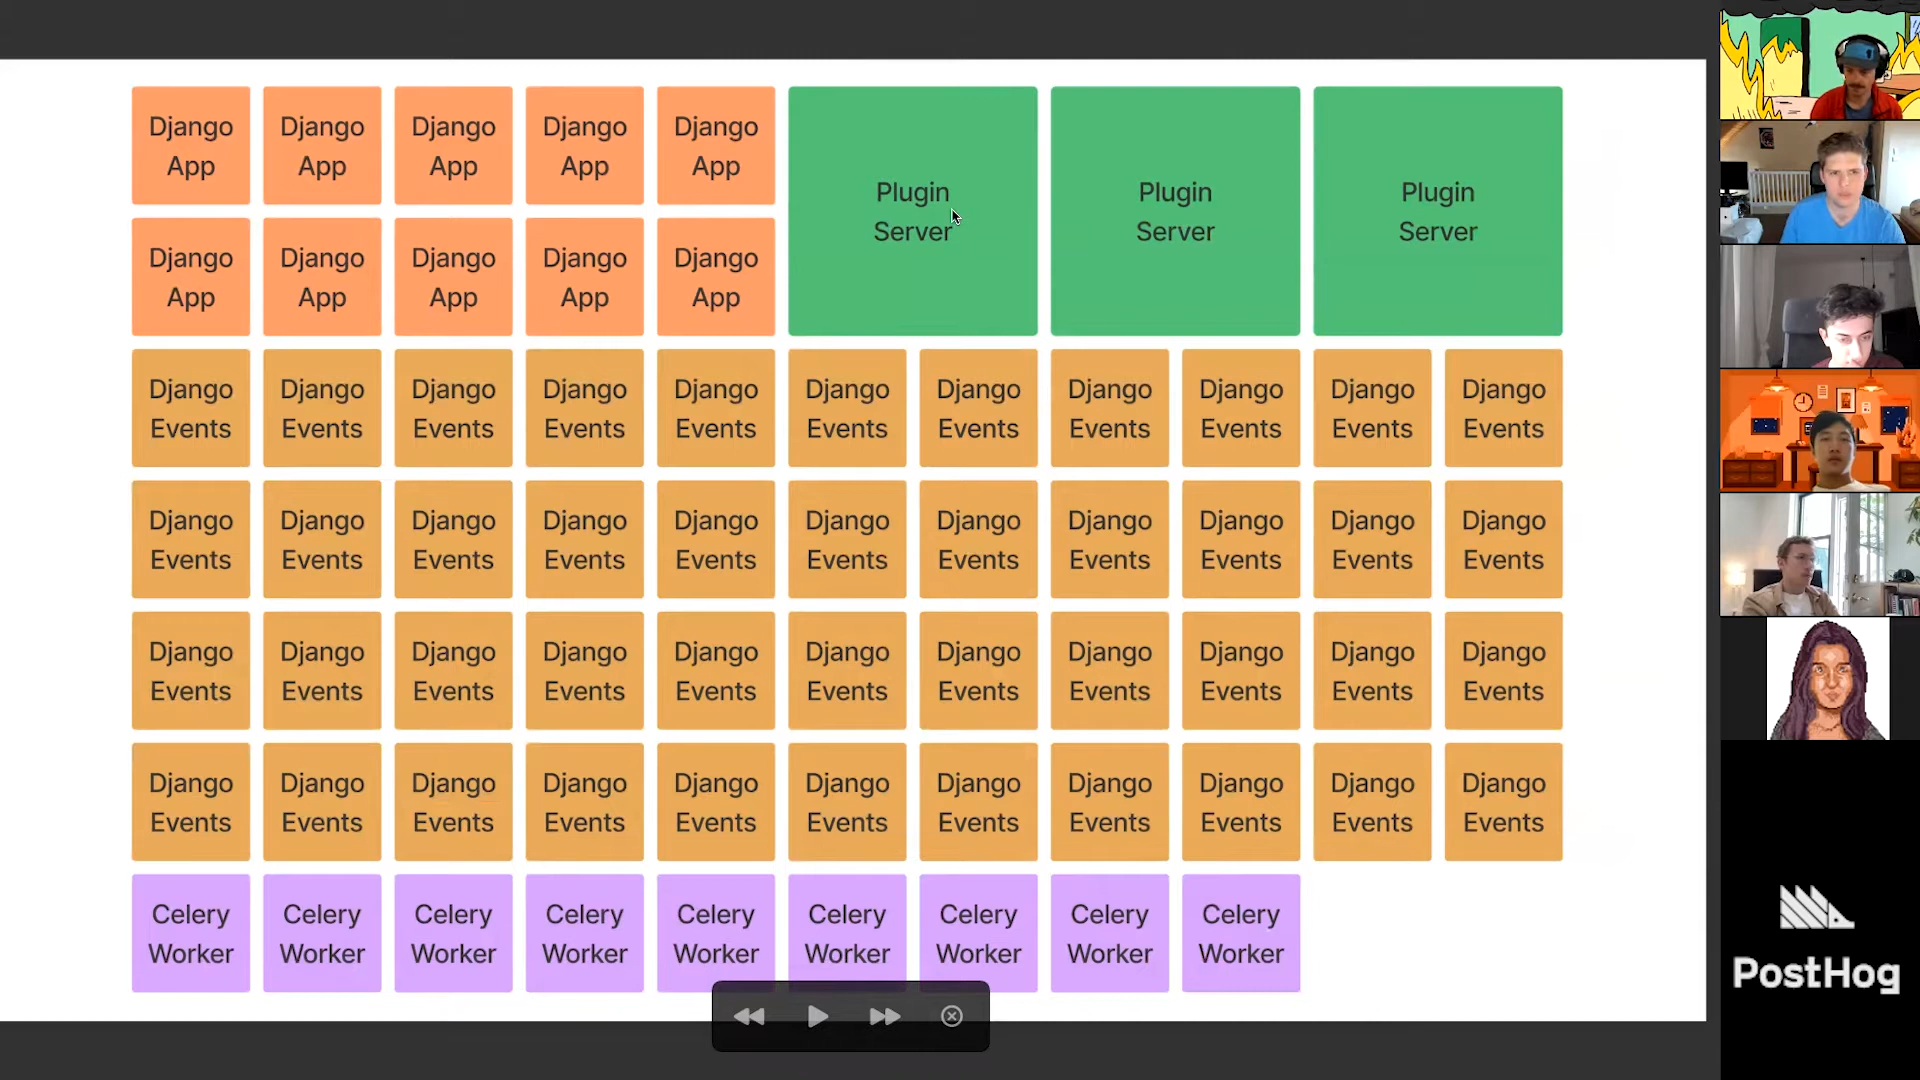 Django Django Django Django Django
App App App App App
Plugin Plugin Plugin
Server Server Server
Django Django Django Django Django
App App App App App
Django Django Django Django Django Django Django Django Django Django Django
Events Events Events Events Events Events Events Events Events Events Events
Django Django Django Django Django Django Django Django Django Django Django
Events Events Events Events Events Events Events Events Events Events Events
Django Django Django Django Django Django Django Django Django Django Django
Events Events Events Events Events Events Events Events Events Events Events
Django Django Django Django Django Django Django Django Django Django Django
Events Events Events Events Events Events Events Events Events Events Events
Celery Celery Celery Celery Celery Celery Celery Celery Celery
Worker Worker Worker Worker Worker Worker Worker Worker Worker
PostHog